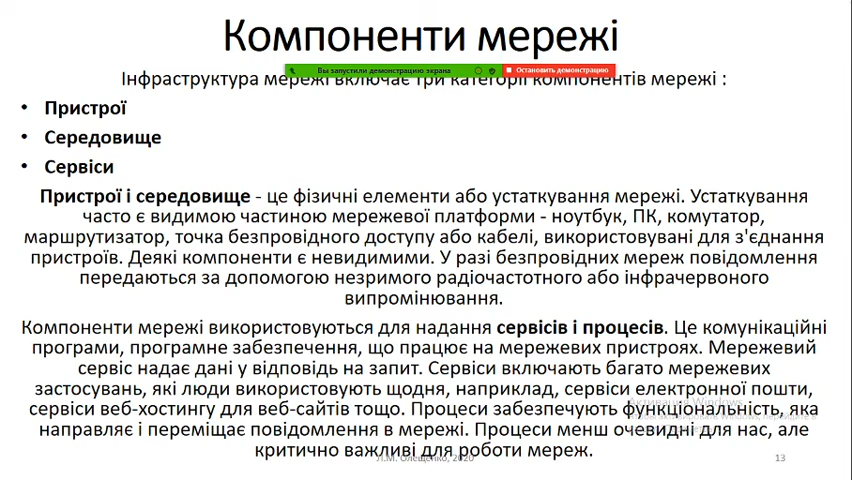 Компоненти мережі
Вы запустили демонстрацию экрана
Остановить демонстрацию
Інфраструктура мережі включає три категорії компонентів мережі :
• Пристрої
• Середовище
• Сервіси
Пристрої і середовище - це фізичні елементи або устаткування мережі. Устаткування
часто є видимою частиною мережевої платформи - ноутбук, ПК, комутатор,
маршрутизатор, точка безпровідного доступу або кабелі, використовувані для з'єднання
пристроїв. Деякі компоненти є невидимими. У разі безпровідних мереж повідомлення
передаються за допомогою незримого радіочастотного або інфрачервоного
випромінювання.
Компоненти мережі використовуються для надання сервісів і процесів. Це комунікаційні
програми, програмне забезпечення, що працює на мережевих пристроях. Мережевий
сервіс надає дані у відповідь на запит. Сервіси включають багато мережевих
застосувань, які люди використовують щодня, наприклад, сервіси електронної пошти,
Активация Windows
сервіси веб-хостингу для веб-сайтів тощо. Процеси забезпечують функціональність, яка
направляє і переміщає повідомлення в мережі. Процеси менш очевидні для нас, але
критично важливі для роботи мереж.
Л.М. Олещенко, 2020
13